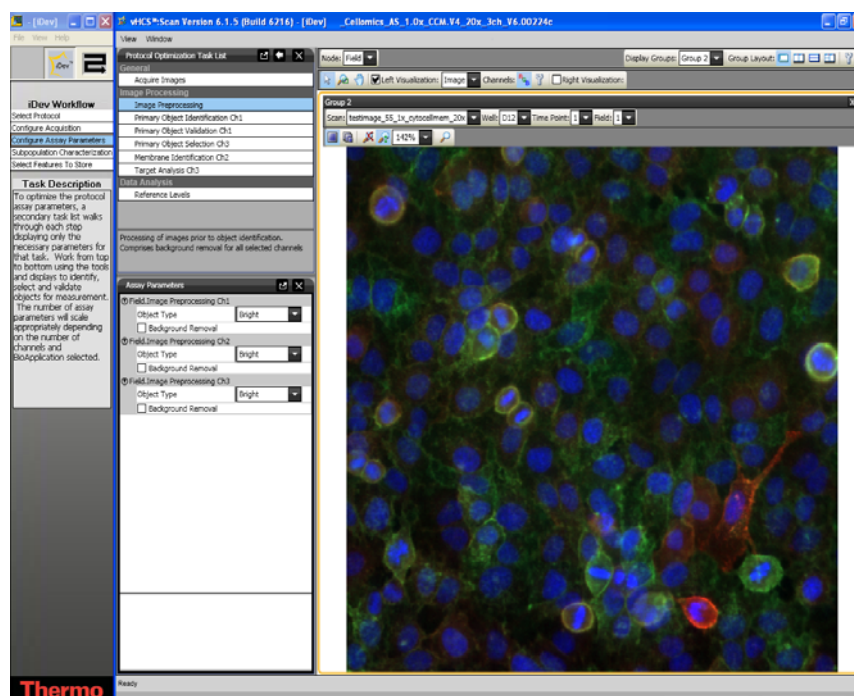 - [iDev]
vHCS®:Scan Version 6.1.5 (Build 6716) - [iDev] _Cellomics_A5_1.0x_CCM.V4_20x_3ch_V6.00224c
File View Help
View Window
iDev™
iDev Workflow
Select Protocol
Configure Acquisition
Configure Assay Parameters
Subpopulation Characterization
Select Features To Store
Task Description
To optimize the protocol
assay parameters, a
secondary task list walks
through each step
displaying only the
necessary parameters for
that task. Work from top
to bottom using the tools
and displays to identify,
select and validate
objects for measurement.
The number of assay
parameters will scale
appropriately depending
on the number of
channels and
BioApplication selected.
Thermo
Protocol Optimization Task List
General
Acquire Images
Image Processing
Image Preprocessing
Primary Object Identification Ch1
Primary Object Validation Ch1
Primary Object Selection Ch3
Membrane Identification Ch2
Target Analysis Ch3
Data Analysis
Reference Levels
Processing of images prior to object identification.
Comprises background removal for all selected channels
Assay Parameters
Field.Image Preprocessing Ch1
Object Type Bright
Background Removal
Field.Image Preprocessing Ch2
Object Type Bright
Background Removal
Field.Image Preprocessing Ch3
Object Type Bright
Background Removal
Node: Field Display Groups: Group 2 Group Layout:
Left Visualization: Image Channels: Right Visualization:
Group 2
Scan: testimage_55_1x_cytocellmem_20x Well: D12 Time Point: 1 Field: 1
142%
Ready